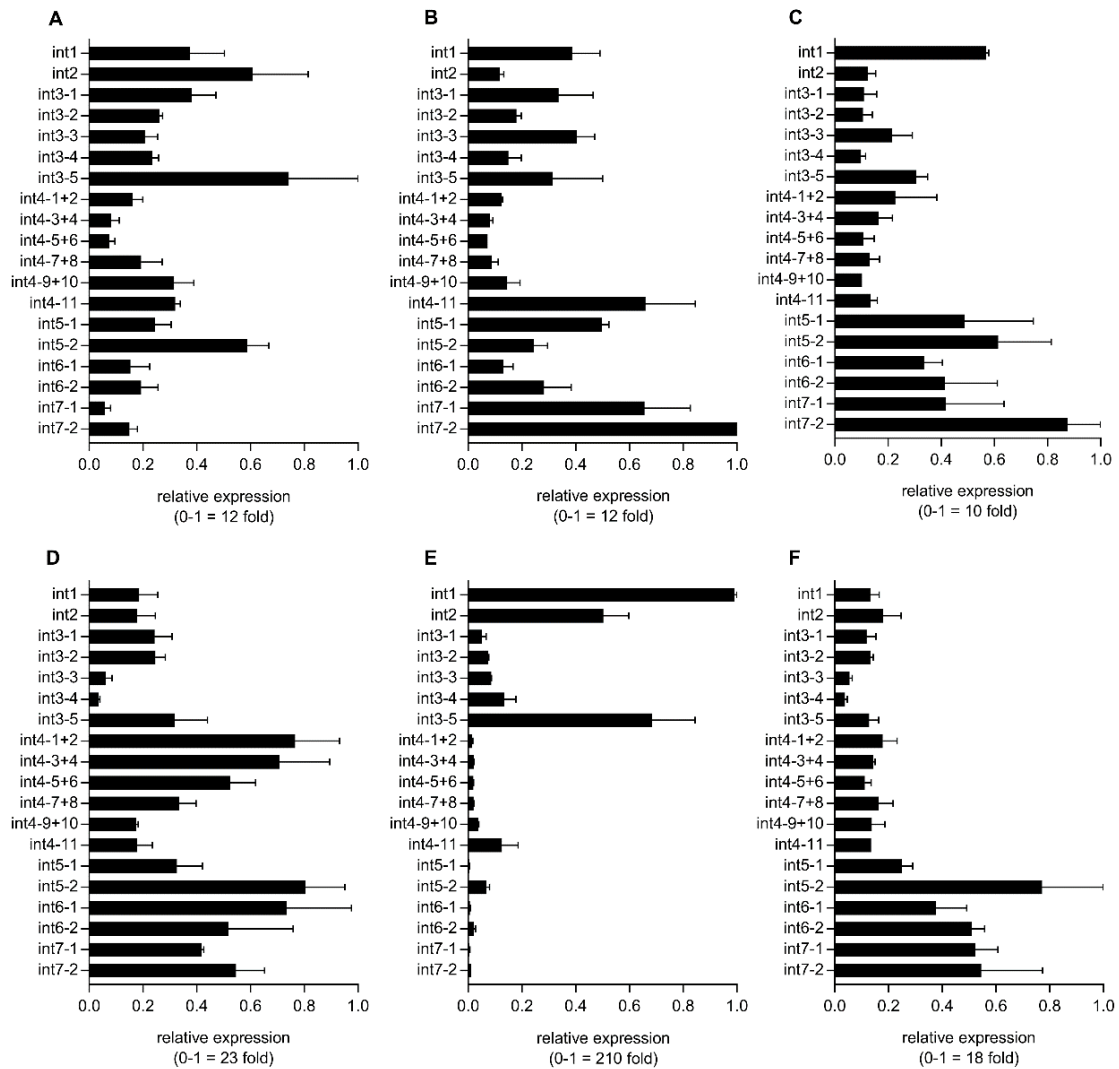 A
int1
int2
int3-1
int3-2
int3-3
int3-4
int3-5
int4-1+2
int4-3+4
int4-5+6
int4-7+8
int4-9+10
int4-11
int5-1
int5-2
int6-1
int6-2
int7-1
int7-2
0.0 0.2 0.4 0.6 0.8 1.0
relative expression
(0-1 = 12 fold)
B
int1
int2
int3-1
int3-2
int3-3
int3-4
int3-5
int4-1+2
int4-3+4
int4-5+6
int4-7+8
int4-9+10
int4-11
int5-1
int5-2
int6-1
int6-2
int7-1
int7-2
0.0 0.2 0.4 0.6 0.8 1.0
relative expression
(0-1 = 12 fold)
C
int1
int2
int3-1
int3-2
int3-3
int3-4
int3-5
int4-1+2
int4-3+4
int4-5+6
int4-7+8
int4-9+10
int4-11
int5-1
int5-2
int6-1
int6-2
int7-1
int7-2
0.0 0.2 0.4 0.6 0.8 1.0
relative expression
(0-1 = 10 fold)
D
int1
int2
int3-1
int3-2
int3-3
int3-4
int3-5
int4-1+2
int4-3+4
int4-5+6
int4-7+8
int4-9+10
int4-11
int5-1
int5-2
int6-1
int6-2
int7-1
int7-2
0.0 0.2 0.4 0.6 0.8 1.0
relative expression
(0-1 = 23 fold)
E
int1
int2
int3-1
int3-2
int3-3
int3-4
int3-5
int4-1+2
int4-3+4
int4-5+6
int4-7+8
int4-9+10
int4-11
int5-1
int5-2
int6-1
int6-2
int7-1
int7-2
0.0 0.2 0.4 0.6 0.8 1.0
relative expression
(0-1 = 210 fold)
F
int1
int2
int3-1
int3-2
int3-3
int3-4
int3-5
int4-1+2
int4-3+4
int4-5+6
int4-7+8
int4-9+10
int4-11
int5-1
int5-2
int6-1
int6-2
int7-1
int7-2
0.0 0.2 0.4 0.6 0.8 1.0
relative expression
(0-1 = 18 fold)